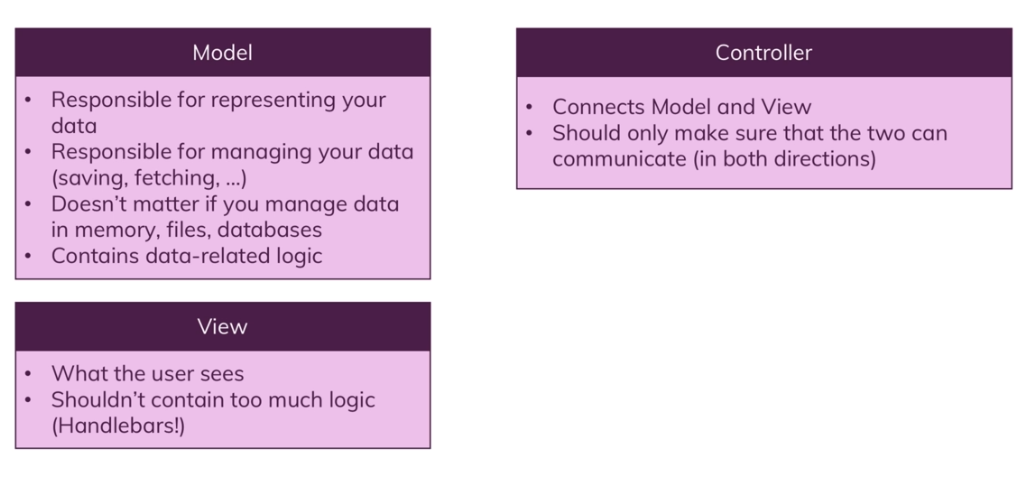 Model
• Responsible for representing your
data
• Responsible for managing your data
(saving, fetching, …)
• Doesn’t matter if you manage data
in memory, files, databases
• Contains data-related logic
View
• What the user sees
• Shouldn’t contain too much logic
(Handlebars!)
Controller
• Connects Model and View
• Should only make sure that the two can
communicate (in both directions)